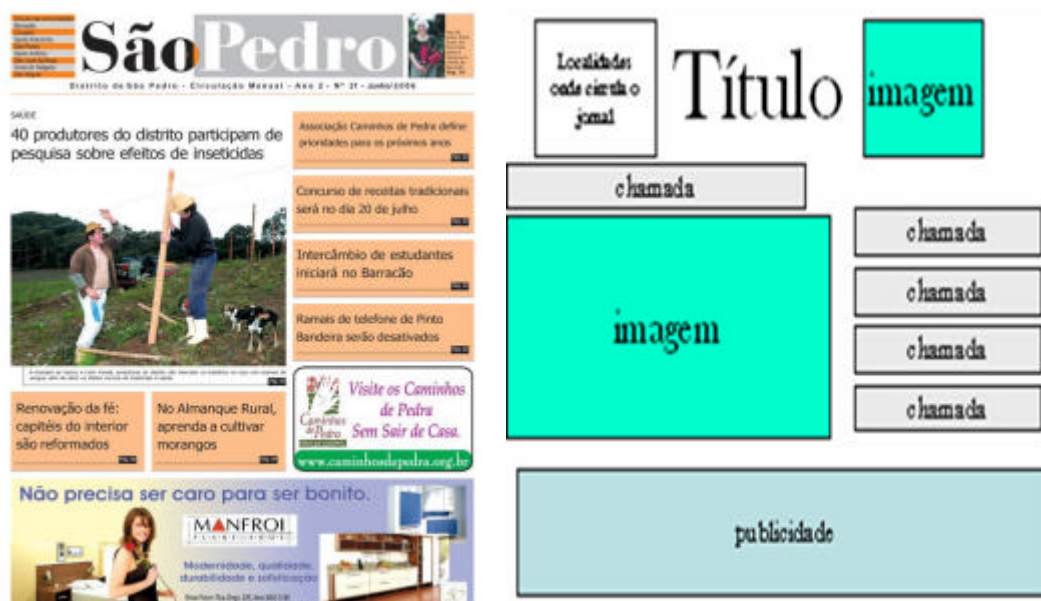 São Pedro
Distrito de São Pedro - Circulação Mensal - Ano 2 - Nº 21 - Junho/2006
SAÚDE
40 produtores do distrito participam de
pesquisa sobre efeitos de inseticidas
Associação Caminhos de Pedra define
prioridades para os próximos anos
Concurso de receitas tradicionais
será no dia 20 de julho
Intercâmbio de estudantes
iniciará no Barracão
Ramais de telefone de Pinto
Bandeira serão desativados
Renovação da fé:
capitéis do interior
são reformados
No Almanque Rural,
aprenda a cultivar
morangos
Caminhos
de Pedra
Visite os Caminhos
de Pedra
Sem Sair de Casa.
www.caminhosdepedra.org.br
Não precisa ser caro para ser bonito.
MANFROI
Modernidade, qualidade,
durabilidade e sofisticação
Localidades
onde circula o
jornal
Título
imagem
chamada
imagem
chamada
chamada
chamada
chamada
publicidade